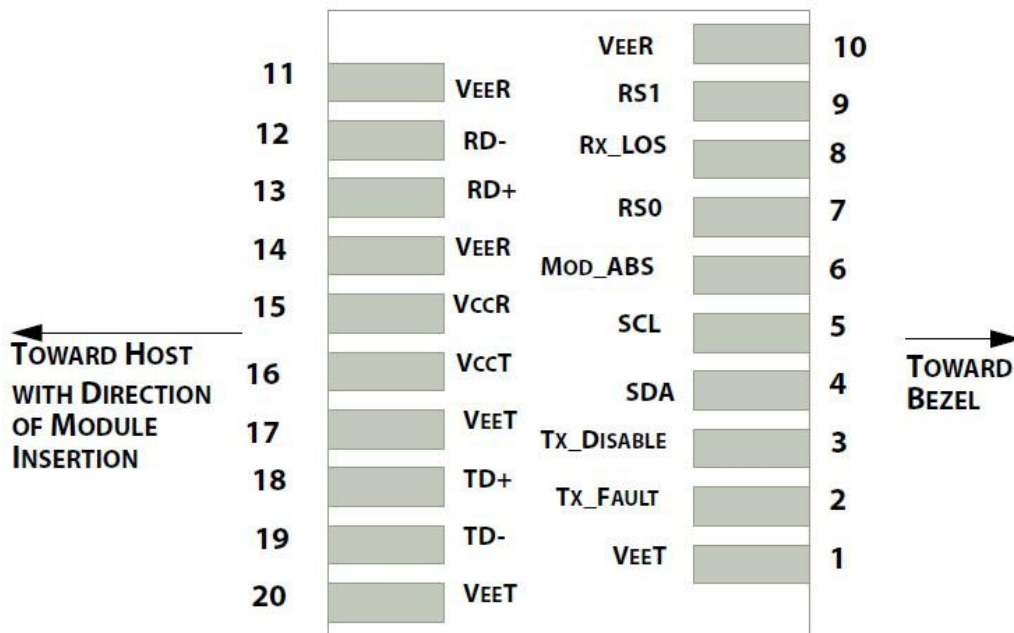 11 VEER
12 RD-
13 RD+
14 VEER
15 VCCR
16 VCCT
17 VEET
18 TD+
19 TD-
20 VEET
VEER 10
RS1 9
RX_LOS 8
RS0 7
MOD_ABS 6
SCL 5
SDA 4
TX_DISABLE 3
TX_FAULT 2
VEET 1
TOWARD HOST
WITH DIRECTION
OF MODULE
INSERTION
TOWARD
BEZEL